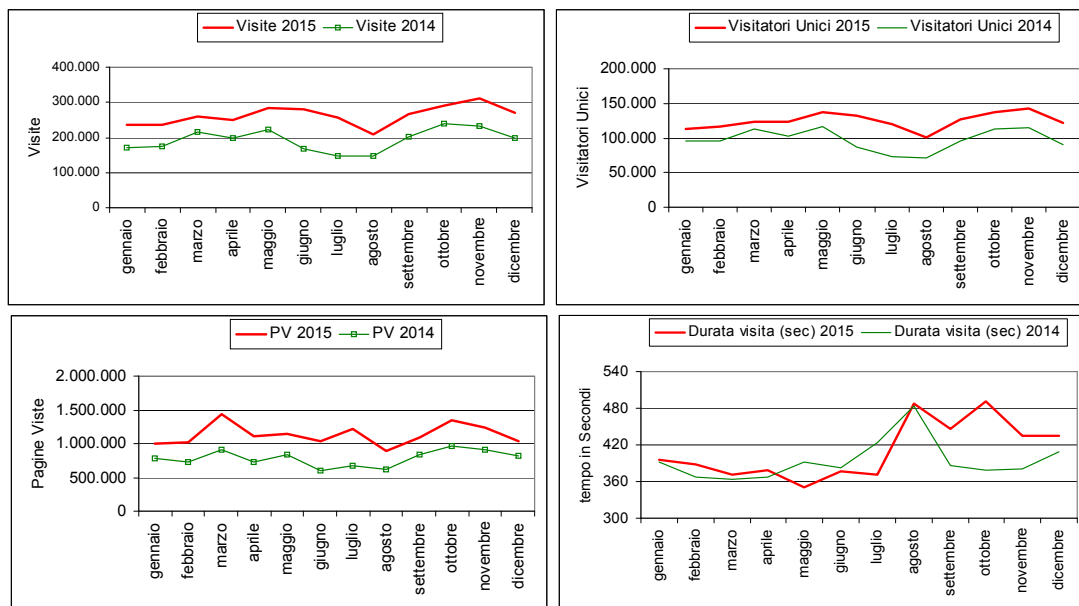 Visite 2015 Visite 2014
Visite
400.000
300.000
200.000
100.000
0
gennaio
febbraio
marzo
aprile
maggio
giugno
luglio
agosto
settembre
ottobre
novembre
dicembre
Visitatori Unici 2015 Visitatori Unici 2014
Visitatori Unici
200.000
150.000
100.000
50.000
0
gennaio
febbraio
marzo
aprile
maggio
giugno
luglio
agosto
settembre
ottobre
novembre
dicembre
PV 2015 PV 2014
Pagine Viste
2.000.000
1.500.000
1.000.000
500.000
0
gennaio
febbraio
marzo
aprile
maggio
giugno
luglio
agosto
settembre
ottobre
novembre
dicembre
Durata visita (sec) 2015 Durata visita (sec) 2014
tempo in Secondi
540
480
420
360
300
gennaio
febbraio
marzo
aprile
maggio
giugno
luglio
agosto
settembre
ottobre
novembre
dicembre